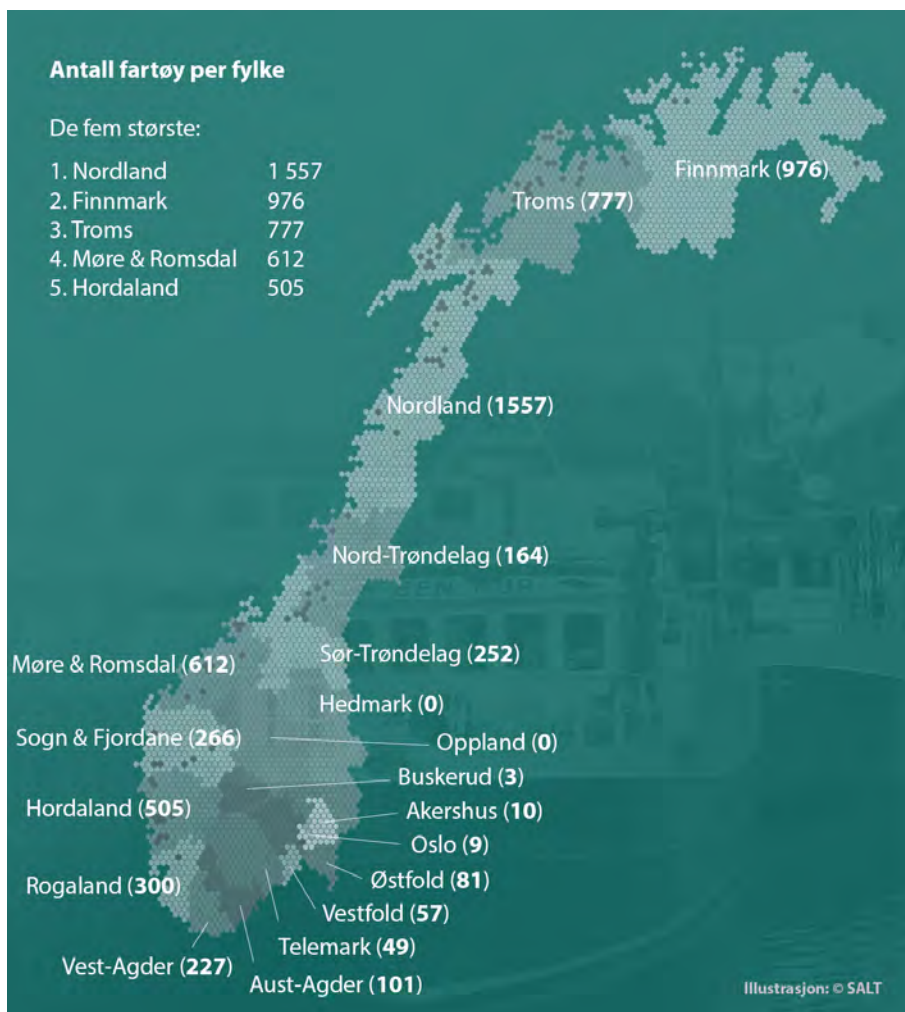 Antall fartøy per fylke
De fem største:
1. Nordland 1 557
2. Finnmark 976
3. Troms 777
4. Møre & Romsdal 612
5. Hordaland 505
Finnmark (976)
Troms (777)
Nordland (1557)
Nord-Trøndelag (164)
Sør-Trøndelag (252)
Møre & Romsdal (612)
Hedmark (0)
Sogn & Fjordane (266)
Oppland (0)
Buskerud (3)
Hordaland (505)
Akershus (10)
Oslo (9)
Østfold (81)
Rogaland (300)
Vestfold (57)
Telemark (49)
Vest-Agder (227)
Aust-Agder (101)
Illustrasjon: © SALT